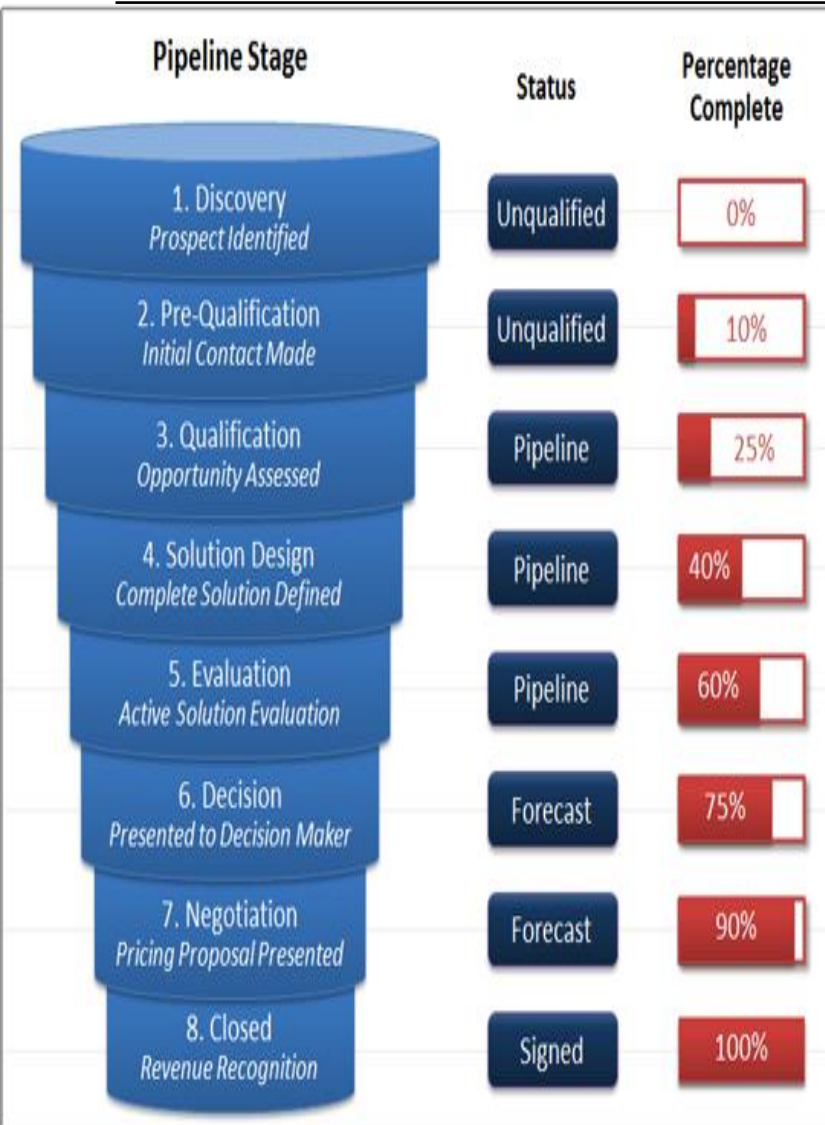 Pipeline Stage
Status
Percentage
Complete
1. Discovery
Prospect Identified
Unqualified
0%
2. Pre-Qualification
Initial Contact Made
Unqualified
10%
3. Qualification
Opportunity Assessed
Pipeline
25%
4. Solution Design
Complete Solution Defined
Pipeline
40%
5. Evaluation
Active Solution Evaluation
Pipeline
60%
6. Decision
Presented to Decision Maker
Forecast
75%
7. Negotiation
Pricing Proposal Presented
Forecast
90%
8. Closed
Revenue Recognition
Signed
100%